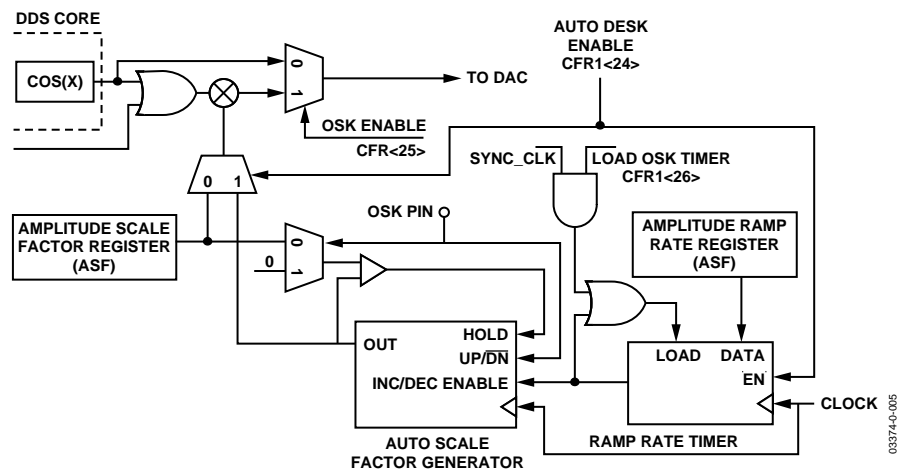 DDS CORE
COS(X)
0
1
TO DAC
OSK ENABLE
CFR<25>
AUTO DESK
ENABLE
CFR1<24>
SYNC_CLK
LOAD OSK TIMER
CFR1<26>
0 1
OSK PIN
AMPLITUDE SCALE
FACTOR REGISTER
(ASF)
0
0
1
AMPLITUDE RAMP
RATE REGISTER
(ASF)
OUT
HOLD
UP/DN
INC/DEC ENABLE
LOAD DATA
EN
CLOCK
RAMP RATE TIMER
AUTO SCALE
FACTOR GENERATOR
03374-0-005